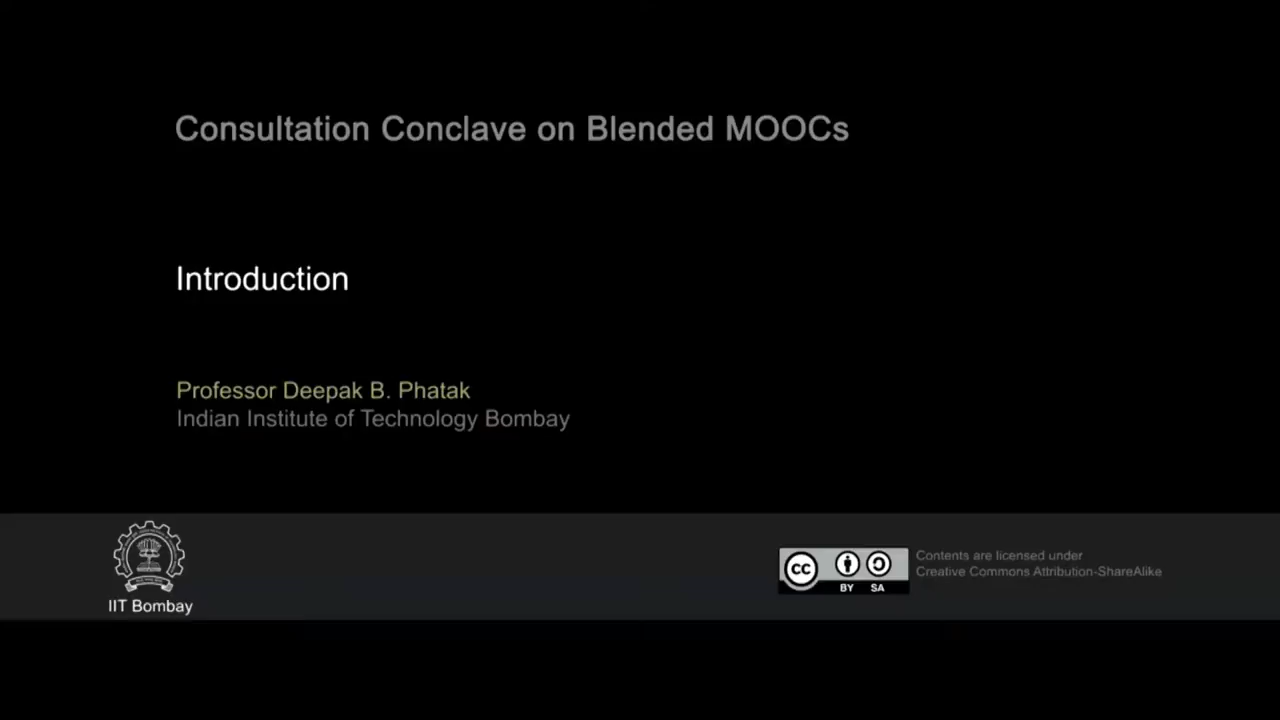 Consultation Conclave on Blended MOOCs
Introduction
Professor Deepak B. Phatak
Indian Institute of Technology Bombay
IIT Bombay
cc
BY SA
Contents are licensed under
Creative Commons Attribution-ShareAlike